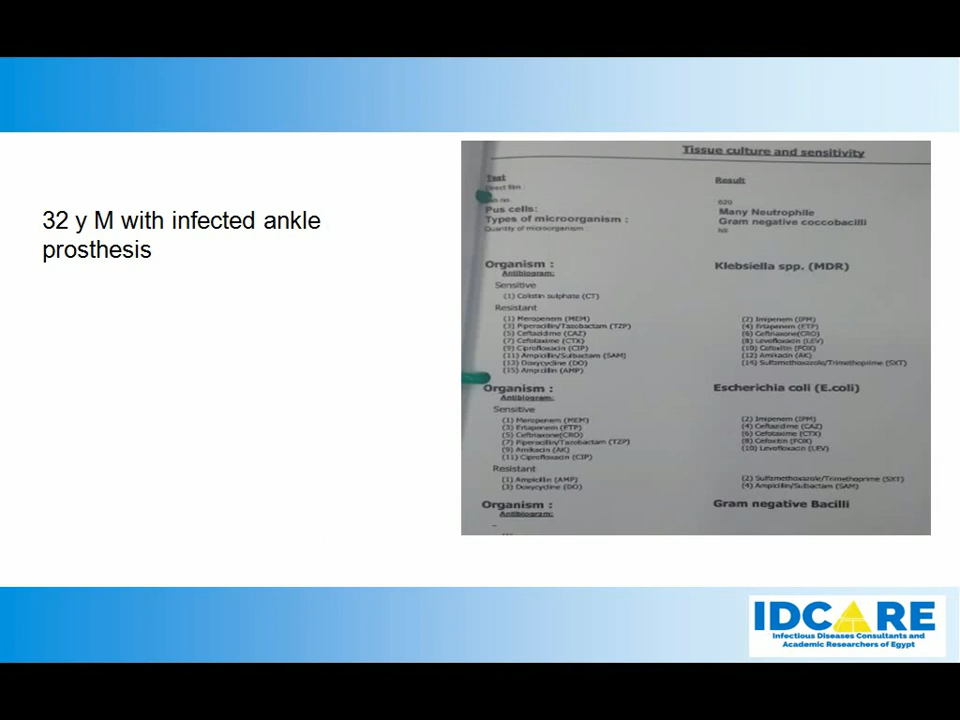 32 y M with infected ankle
prosthesis
Tissue culture and sensitivity
Test Result
Direct film :
620
Pus cells: Many Neutrophils
Types of microorganism : Gram negative coccobacilli
Quantity of microorganism
Organism : Klebsiella spp. (MDR)
Antibiogram:
Sensitive
(1) Colistin sulphate (CT)
Resistant
(1) Meropenem (MEM) (2) Imipenem (IPM)
(3) Piperacillin/Tazobactam (TZP) (4) Ertapenem (ETP)
(5) Ceftazidime (CAZ) (6) Ceftriaxone(CRO)
(7) Cefotaxime (CTX) (8) Levofloxacin (LEV)
(9) Ciprofloxacin (CIP) (10) Cefoxitin (FOX)
(11) Ampicillin/Sulbactam (SAM) (12) Amikacin (AK)
(13) Doxycycline (DO) (14) Sulfamethoxazole/Trimethoprime (SXT)
(15) Ampicillin (AMP)
Organism : Escherichia coli (E.coli)
Antibiogram:
Sensitive
(1) Meropenem (MEM) (2) Imipenem (IPM)
(3) Ertapenem (ETP) (4) Ceftazidime (CAZ)
(5) Ceftriaxone(CRO) (6) Cefotaxime (CTX)
(7) Piperacillin/Tazobactam (TZP) (8) Cefoxitin (FOX)
(9) Amikacin (AK) (10) Levofloxacin (LEV)
(11) Ciprofloxacin (CIP)
Resistant
(1) Ampicillin (AMP) (2) Sulfamethoxazole/Trimethoprime (SXT)
(3) Doxycycline (DO) (4) Ampicillin/Sulbactam (SAM)
Organism : Gram negative Bacilli
Antibiogram:
IDCARE
Infectious Diseases Consultants and
Academic Researchers of Egypt